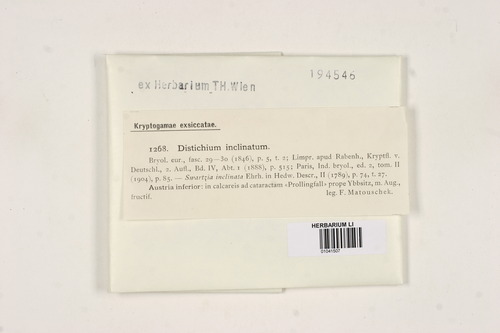 ex Herbarium TH.Wien
194546
Kryptogamae exsiccatae.
1268. Distichium inclinatum.
Bryol. eur., fasc. 29—30 (1846), p. 5, t. 2; Limpr. apud Rabenh., Kryptfl. v.
Deutschl., 2. Aufl., Bd. IV, Abt. 1 (1888), p. 515; Paris, Ind. bryol., ed. 2, tom. II
(1904), p. 85. — Swartzia inclinata Ehrh. in Hedw. Descr., II (1789), p. 74, t. 27.
Austria inferior: in calcareis ad cataractam »Prollingfall« prope Ybbsitz, m. Aug.,
fructif. leg. F. Matouschek.
HERBARIUM LI
01041507